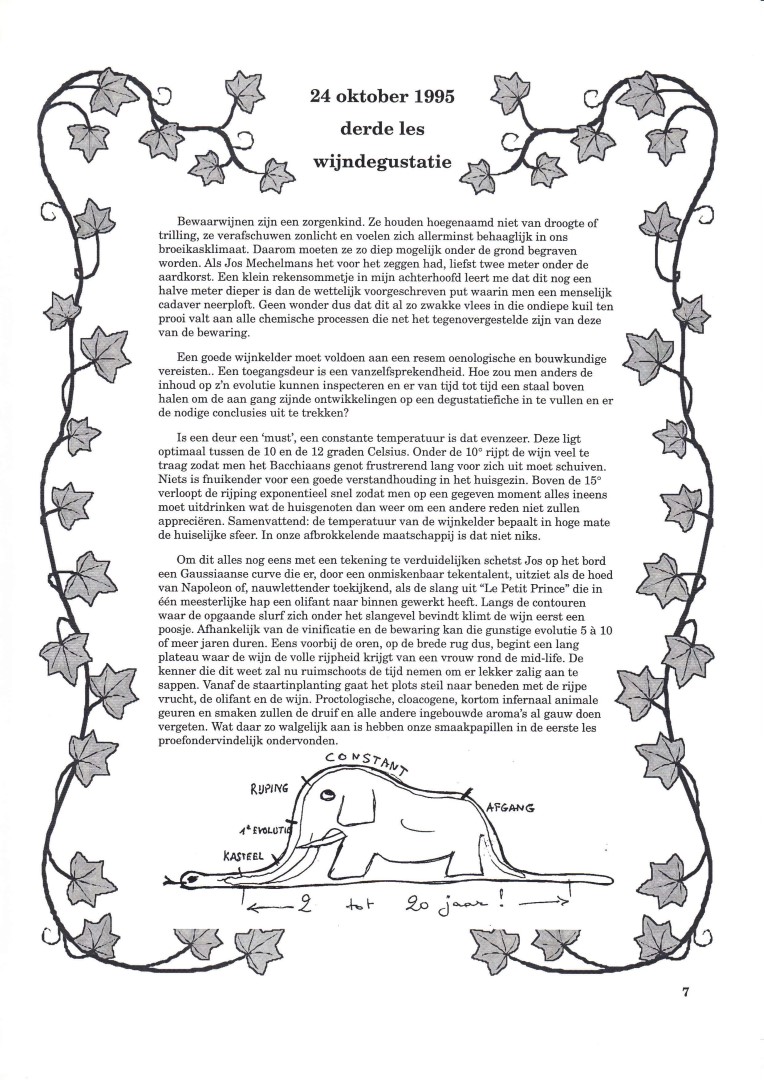 24 oktober 1995
derde les
wijndegustatie
Bewaarwijnen zijn een zorgenkind. Ze houden hoegenaamd niet van droogte of
trilling, ze verafschuwen zonlicht en voelen zich allerminst behaaglijk in ons
broeikasklimaat. Daarom moeten ze zo diep mogelijk onder de grond begraven
worden. Als Jos Mechelmans het voor het zeggen had, liefst twee meter onder de
aardkorst. Een klein rekensommetje in mijn achterhoofd leert me dat dit nog een
halve meter dieper is dan de wettelijk voorgeschreven put waarin men een menselijk
cadaver neerploft. Geen wonder dus dat dit al zo zwakke vlees in die ondiepe kuil ten
prooi valt aan alle chemische processen die net het tegenovergestelde zijn van deze
van de bewaring.
Een goede wijnkelder moet voldoen aan een resem oenologische en bouwkundige
vereisten.. Een toegangsdeur is een vanzelfsprekendheid. Hoe zou men anders de
inhoud op z'n evolutie kunnen inspecteren en er van tijd tot tijd een staal boven
halen om de aan gang zijnde ontwikkelingen op een degustatiefiche in te vullen en er
de nodige conclusies uit te trekken?
Is een deur een ‘must’, een constante temperatuur is dat evenzeer. Deze ligt
optimaal tussen de 10 en de 12 graden Celsius. Onder de 10° rijpt de wijn veel te
traag zodat men het Bacchiaans genot frustrerend lang voor zich uit moet schuiven.
Niets is fnuikender voor een goede verstandhouding in het huisgezin. Boven de 15°
verloopt de rijping exponentieel snel zodat men op een gegeven moment alles ineens
moet uitdrinken wat de huisgenoten dan weer om een andere reden niet zullen
appreciëren. Samenvattend: de temperatuur van de wijnkelder bepaalt in hoge mate
de huiselijke sfeer. In onze afbrokkelende maatschappij is dat niet niks.
Om dit alles nog eens met een tekening te verduidelijken schetst Jos op het bord
een Gaussiaanse curve die er, door een onmiskenbaar tekentalent, uitziet als de hoed
van Napoleon of, nauwlettender toekijkend, als de slang uit “Le Petit Prince” die in
één meesterlijke hap een olifant naar binnen gewerkt heeft. Langs de contouren
waar de opgaande slurf zich onder het slangevel bevindt klimt de wijn eerst een
poosje. Afhankelijk van de vinificatie en de bewaring kan die gunstige evolutie 5 à 10
of meer jaren duren. Eens voorbij de oren, op de brede rug dus, begint een lang
plateau waar de wijn de volle rijpheid krijgt van een vrouw rond de mid-life. De
kenner die dit weet zal nu ruimschoots de tijd nemen om er lekker zalig aan te
sappen. Vanaf de staartinplanting gaat het plots steil naar beneden met de rijpe
vrucht, de olifant en de wijn. Proctologische, cloacogene, kortom infernaal animale
geuren en smaken zullen de druif en alle andere ingebouwde aroma's al gauw doen
vergeten. Wat daar zo walgelijk aan is hebben onze smaakpapillen in de eerste les
proefondervindelijk ondervonden.
CONSTANT
RIJPING
AFGANG
1ª EVOLUTIE
KASTEEL
2 tot 20 jaar!
7